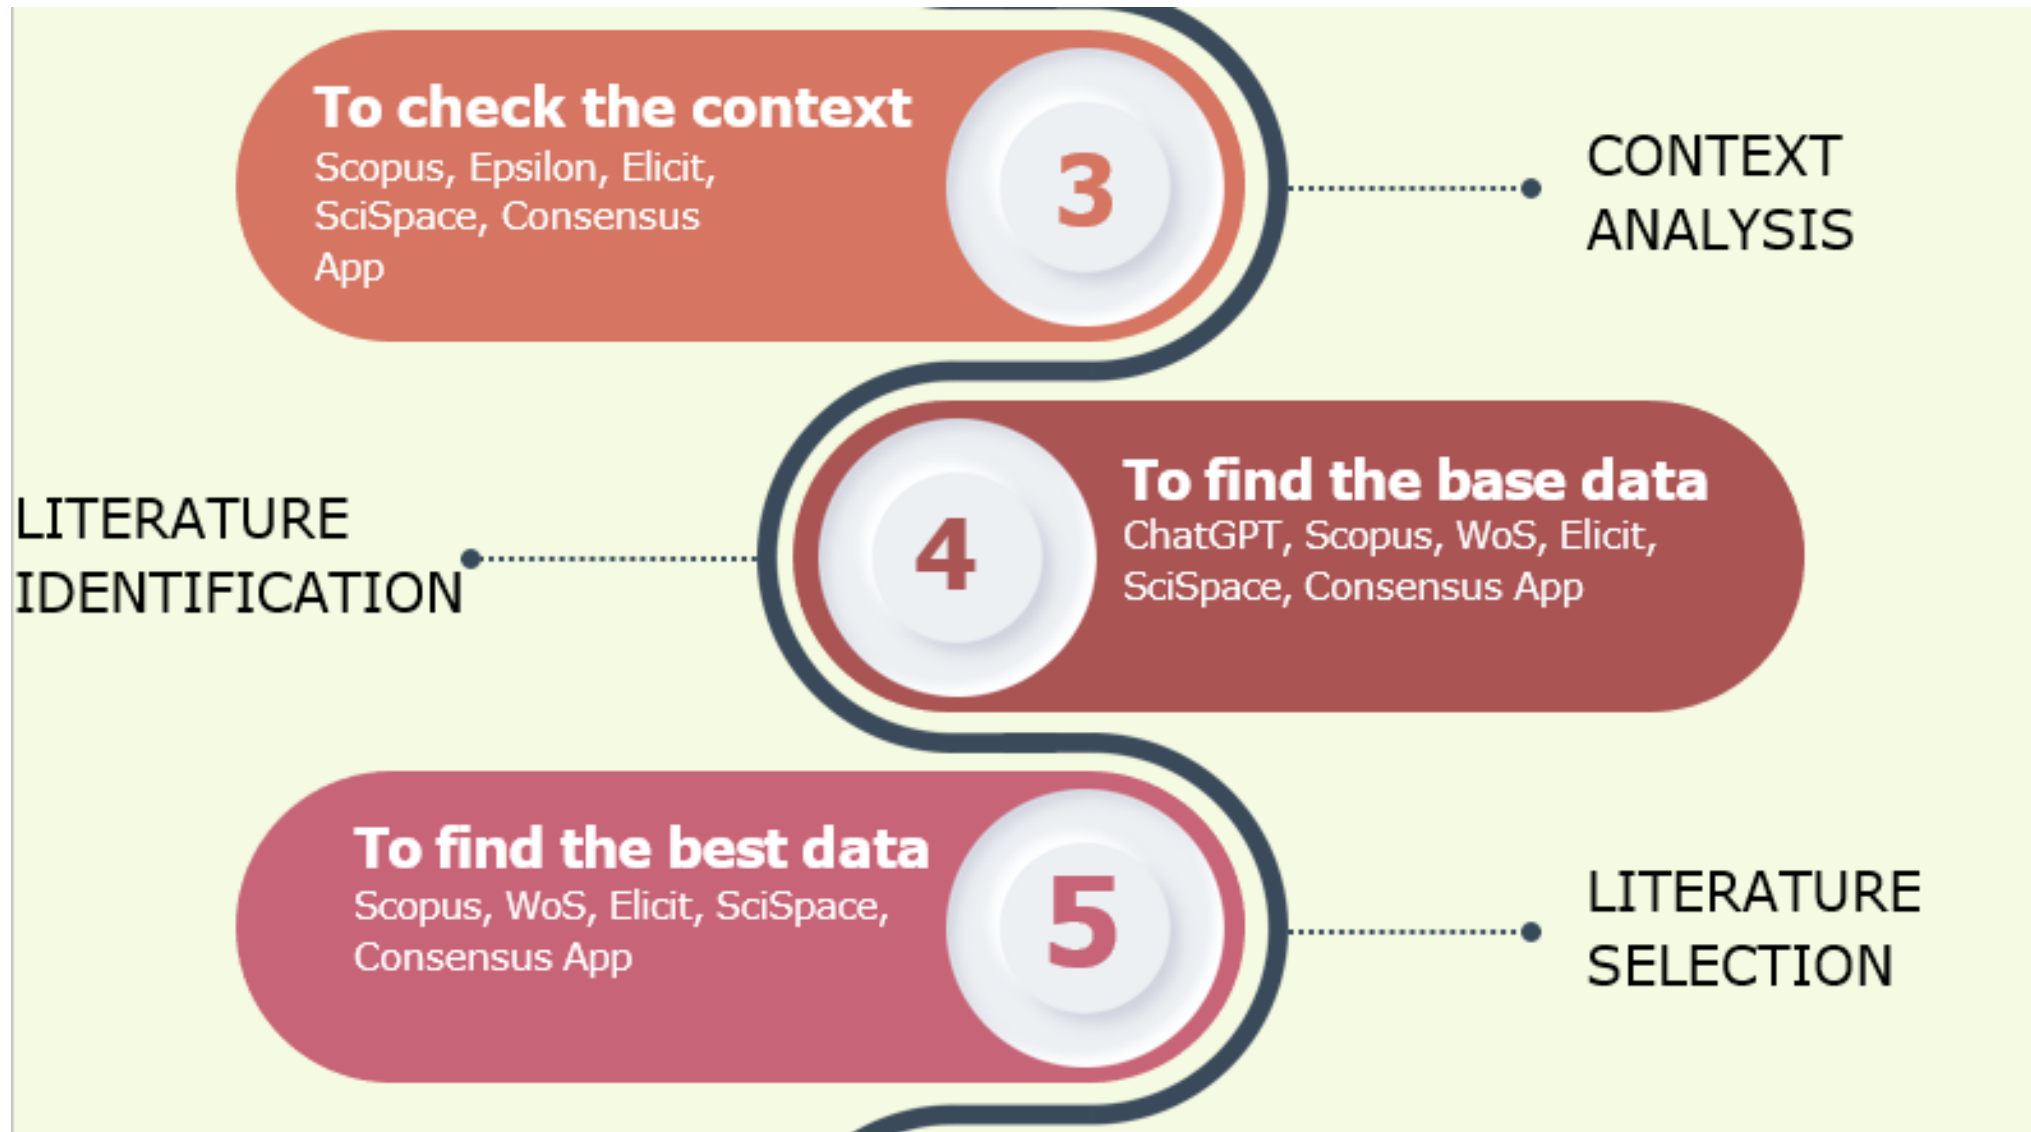 To check the context
Scopus, Epsilon, Elicit,
SciSpace, Consensus
App
3
CONTEXT
ANALYSIS
LITERATURE
IDENTIFICATION
4
To find the base data
ChatGPT, Scopus, WoS, Elicit,
SciSpace, Consensus App
To find the best data
Scopus, WoS, Elicit, SciSpace,
Consensus App
5
LITERATURE
SELECTION